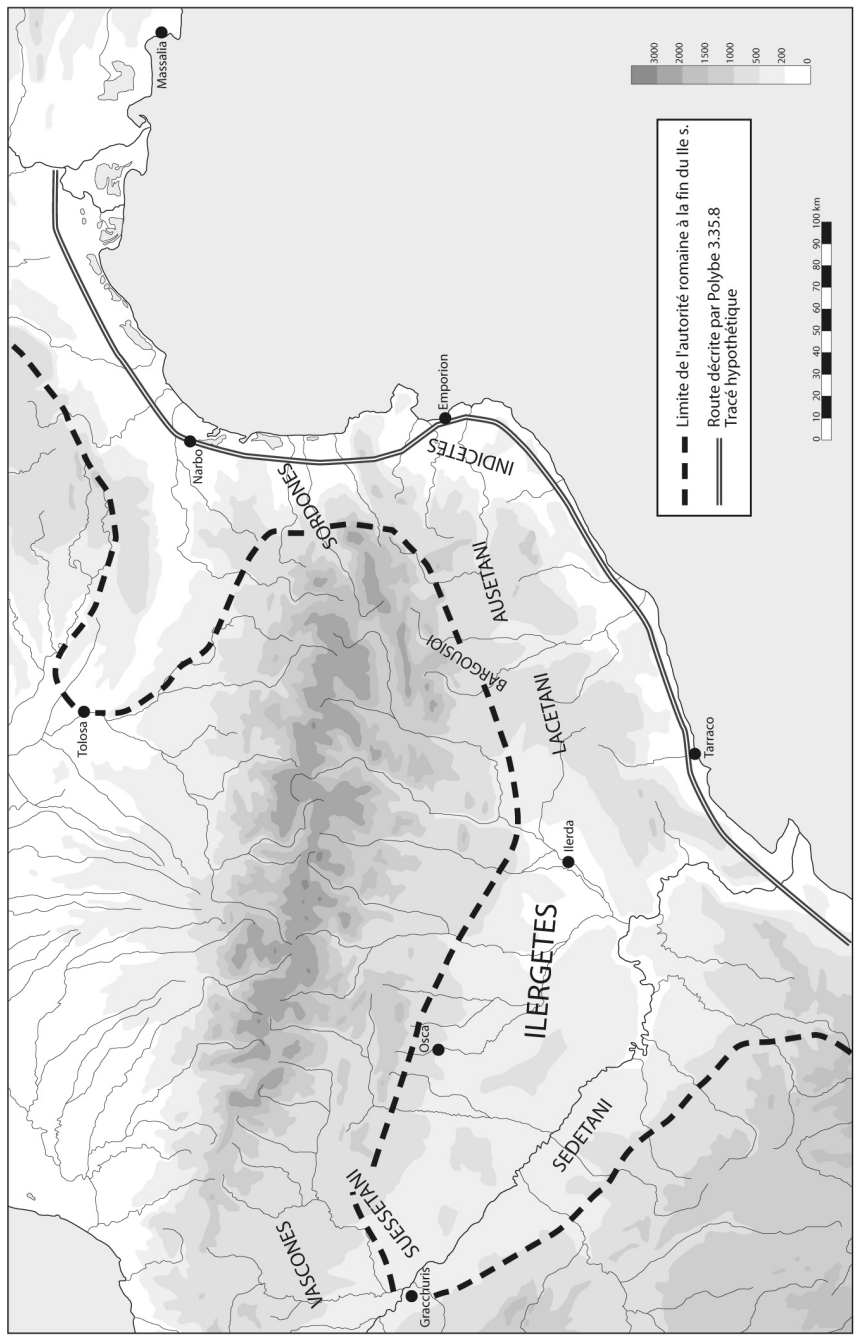 Massalia
3000
2000
1500
1000
500
200
0
Limite de l'autorité romaine à la fin du IIe s.
Route décrite par Polybe 3.35.8
Tracé hypothétique
0 10 20 30 40 50 60 70 80 90 100 km
Narbo
Emporion
INDICETES
SORDONES
AUSETANI
BARGOUSIOI
LACETANI
Tolosa
Tarraco
Ilerda
ILERGETES
Osca
SEDETANI
SUESSETANI
VASCONES
Gracchuris